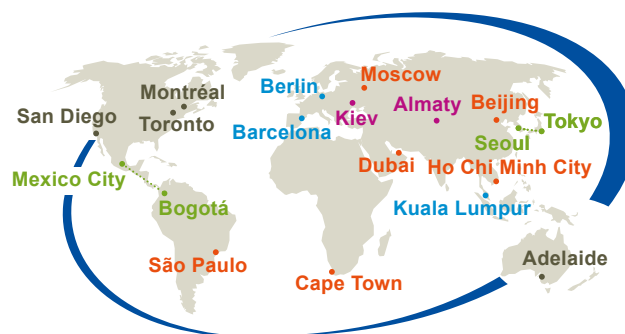 Moscow
Berlin
Montréal
San Diego
Toronto
Barcelona
Kiev
Almaty
Beijing
Tokyo
Seoul
Mexico City
Dubai
Ho Chi Minh City
Bogotá
Kuala Lumpur
São Paulo
Cape Town
Adelaide